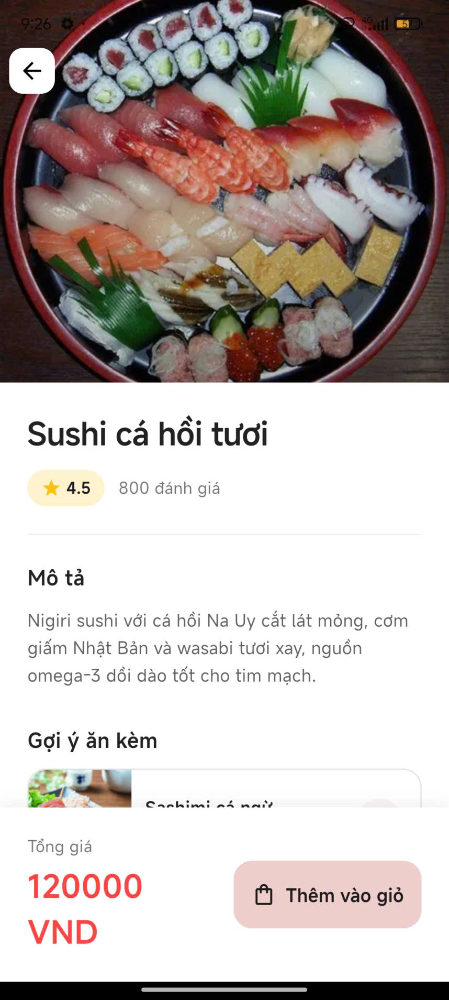 9:26
4G
57
Sushi cá hồi tươi
4.5
800 đánh giá
Mô tả
Nigiri sushi với cá hồi Na Uy cắt lát mỏng, cơm
giấm Nhật Bản và wasabi tươi xay, nguồn
omega-3 dồi dào tốt cho tim mạch.
Gợi ý ăn kèm
Sashimi cá ngừ
Tổng giá
120000
VND
Thêm vào giỏ